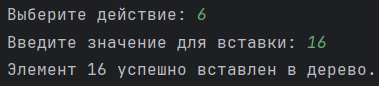 Выберите действие: 6
Введите значение для вставки: 16
Элемент 16 успешно вставлен в дерево.